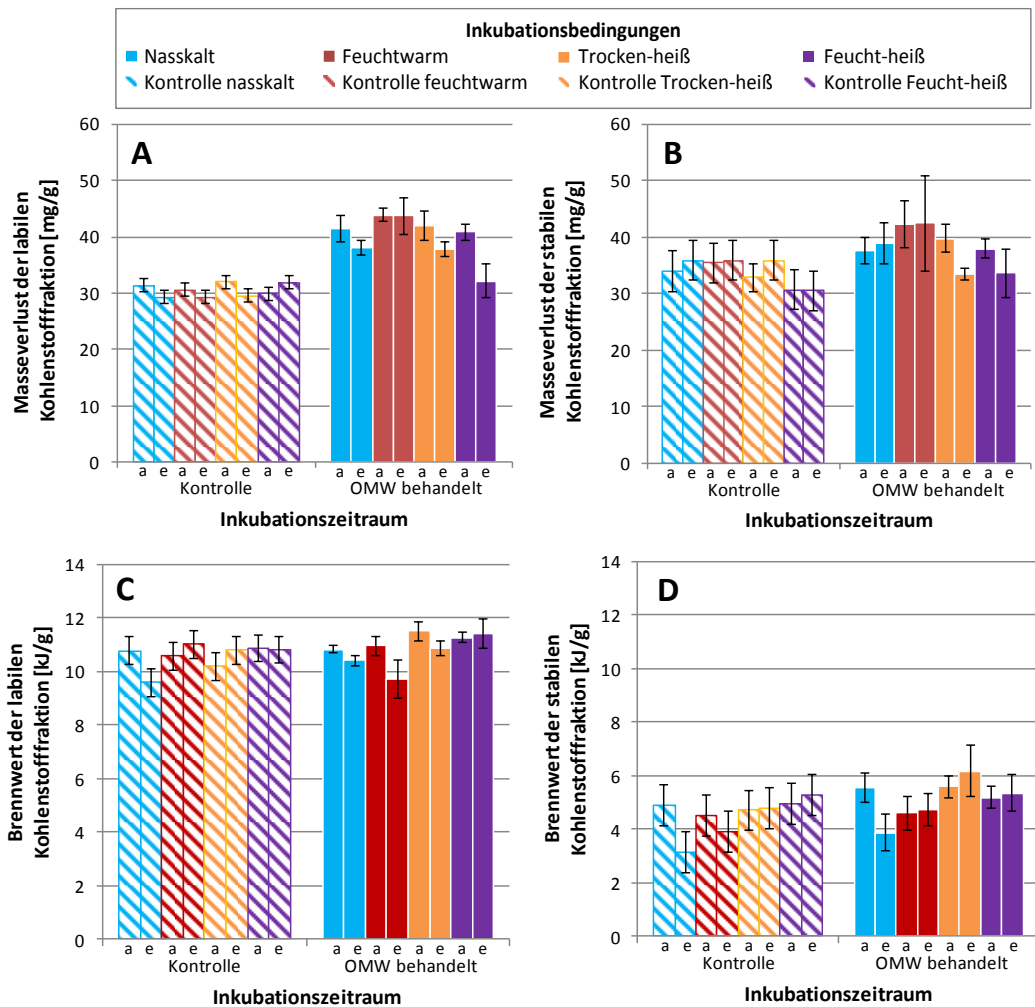 Inkubationsbedingungen
Nasskalt Feuchtwarm Trocken-heiß Feucht-heiß
Kontrolle nasskalt Kontrolle feuchtwarm Kontrolle Trocken-heiß Kontrolle Feucht-heiß
A
Masseverlust der labilen
Kohlenstofffraktion [mg/g]
60
50
40
30
20
10
0
a e a e a e a e a e a e a e a e
Kontrolle OMW behandelt
Inkubationszeitraum
B
Masseverlust der stabilen
Kohlenstofffraktion [mg/g]
60
50
40
30
20
10
0
a e a e a e a e a e a e a e a e
Kontrolle OMW behandelt
Inkubationszeitraum
C
Brennwert der labilen
Kohlenstofffraktion [kJ/g]
14
12
10
8
6
4
2
0
a e a e a e a e a e a e a e a e
Kontrolle OMW behandelt
Inkubationszeitraum
D
Brennwert der stabilen
Kohlenstofffraktion [kJ/g]
14
12
10
8
6
4
2
0
a e a e a e a e a e a e a e a e
Kontrolle OMW behandelt
Inkubationszeitraum